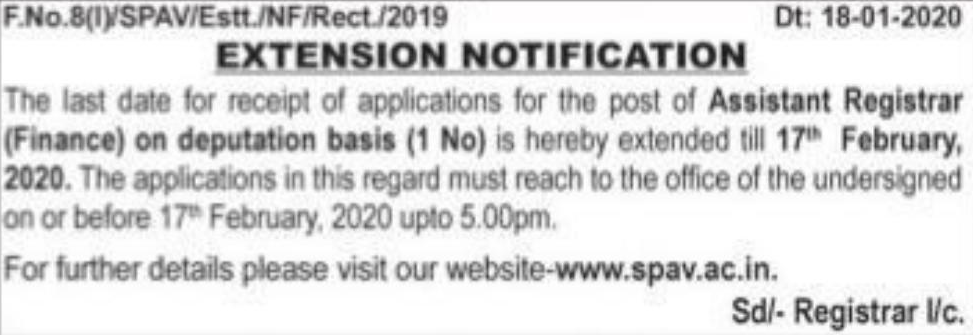 F.No.8(I)/SPAV/Estt./NF/Rect./2019 Dt: 18-01-2020
EXTENSION NOTIFICATION
The last date for receipt of applications for the post of Assistant Registrar
(Finance) on deputation basis (1 No) is hereby extended till 17th February,
2020. The applications in this regard must reach to the office of the undersigned
on or before 17th February, 2020 upto 5.00pm.
For further details please visit our website-www.spav.ac.in.
Sd/- Registrar I/c.